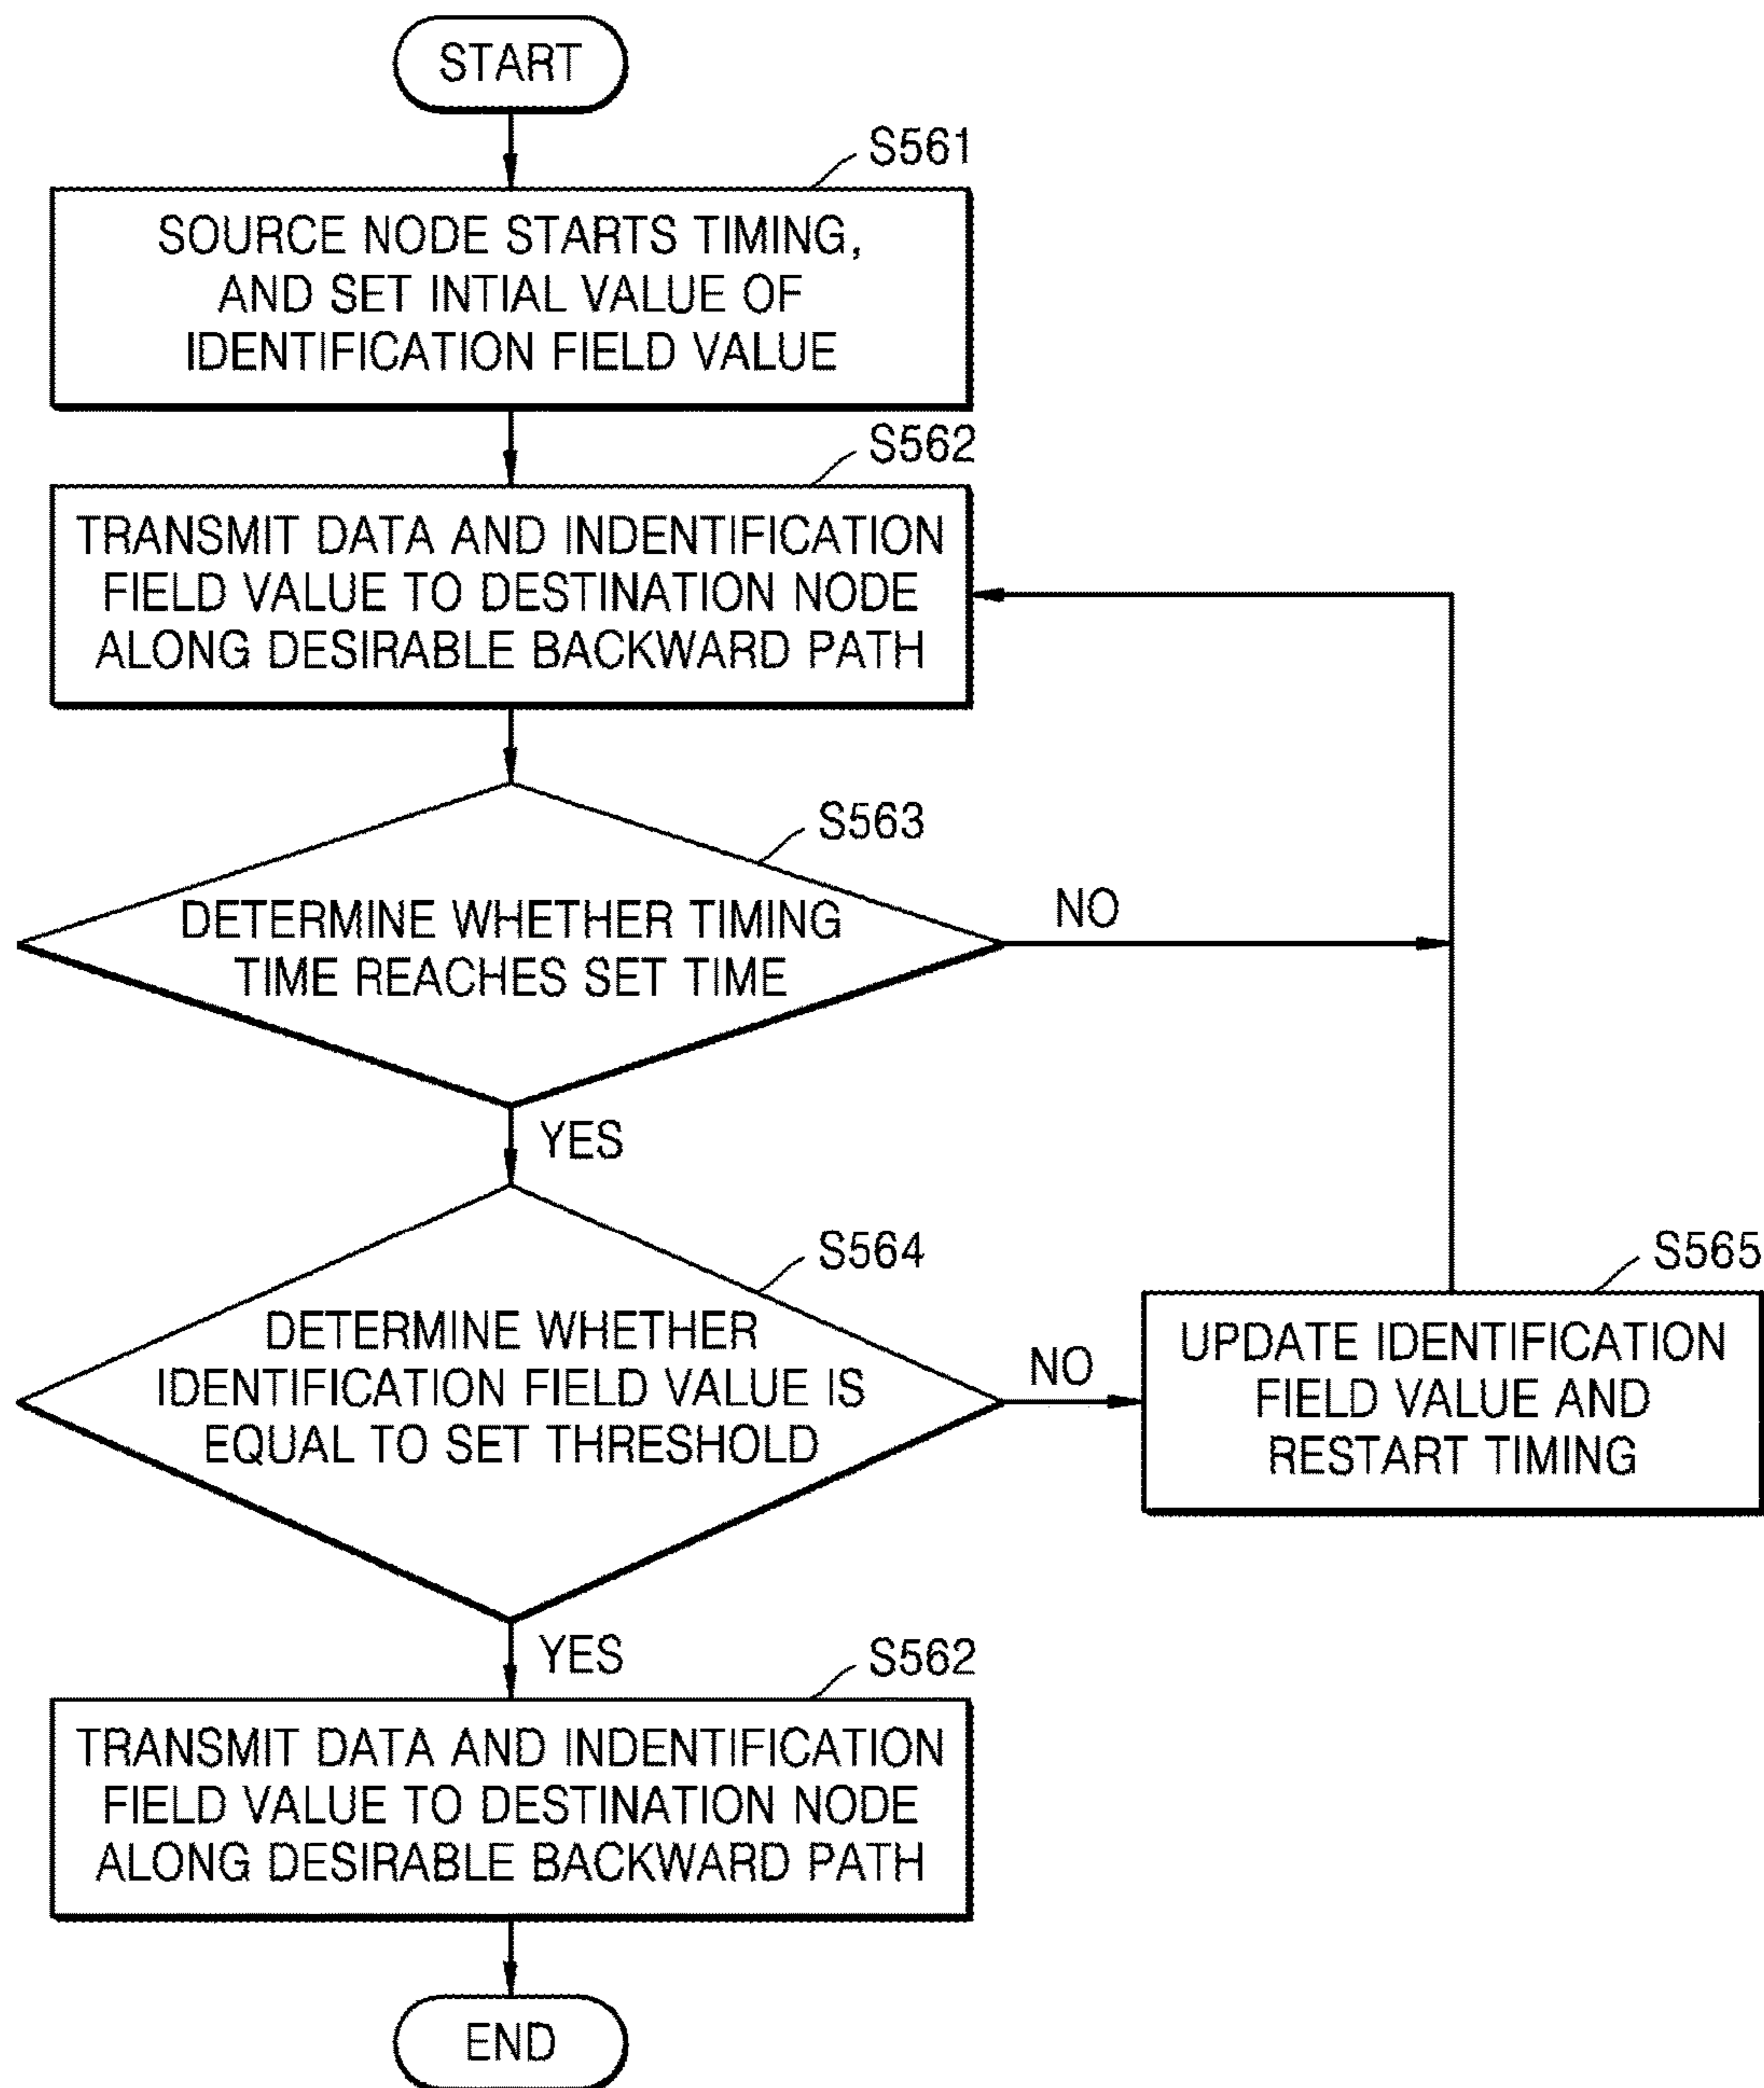 START
S561
SOURCE NODE STARTS TIMING,
AND SET INTIAL VALUE OF
IDENTIFICATION FIELD VALUE
S562
TRANSMIT DATA AND INDENTIFICATION
FIELD VALUE TO DESTINATION NODE
ALONG DESIRABLE BACKWARD PATH
S563
DETERMINE WHETHER TIMING
TIME REACHES SET TIME
NO
YES
S564
DETERMINE WHETHER
IDENTIFICATION FIELD VALUE IS
EQUAL TO SET THRESHOLD
NO
S565
UPDATE IDENTIFICATION
FIELD VALUE AND
RESTART TIMING
YES
S562
TRANSMIT DATA AND INDENTIFICATION
FIELD VALUE TO DESTINATION NODE
ALONG DESIRABLE BACKWARD PATH
END